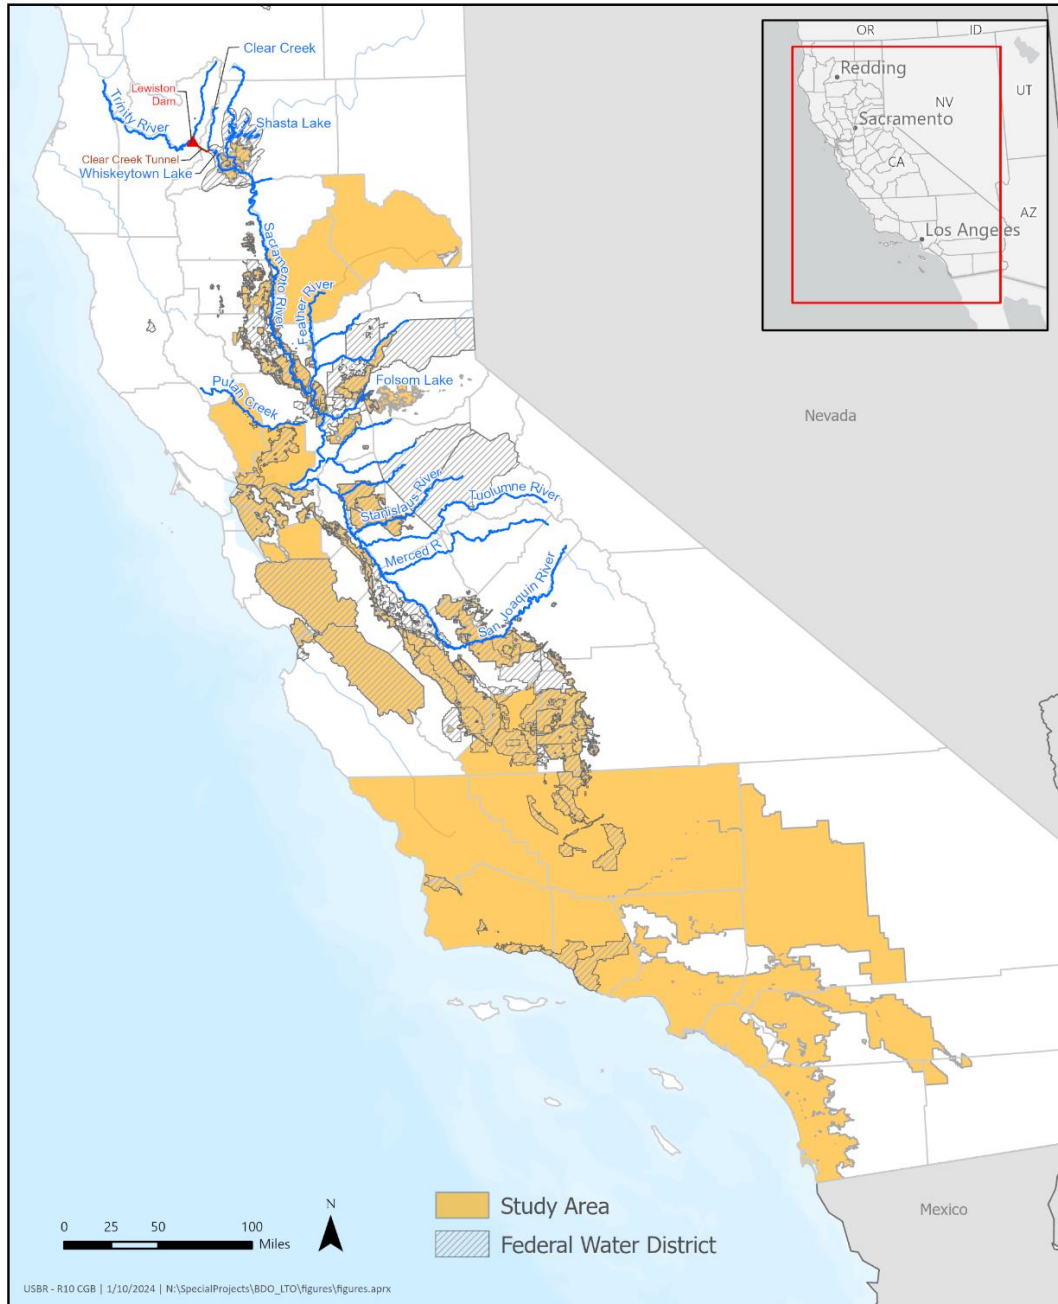 OR
ID
Redding
NV
UT
Sacramento
CA
AZ
Los Angeles
Clear Creek
Lewiston
Dam
Trinity River
Shasta Lake
Clear Creek Tunnel
Whiskeytown Lake
Sacramento River
Feather River
Folsom Lake
Putah Creek
Nevada
Stanislaus River
Tuolumne River
Merced R
San Joaquin River
Mexico
N
0 25 50 100
Miles
Study Area
Federal Water District
USBR - R10 CGB | 1/10/2024 | N:\SpecialProjects\BDO_LTO\figures\figures.aprx